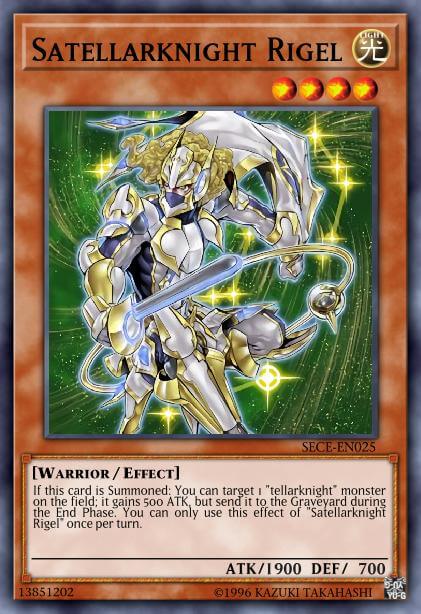 Satellarknight Rigel
LIGHT
光
SECE-EN025
[Warrior / Effect]
If this card is Summoned: You can target 1 "tellarknight" monster
on the field; it gains 500 ATK, but send it to the Graveyard during
the End Phase. You can only use this effect of "Satellarknight
Rigel" once per turn.
ATK/1900 DEF/ 700
13851202
©1996 KAZUKI TAKAHASHI